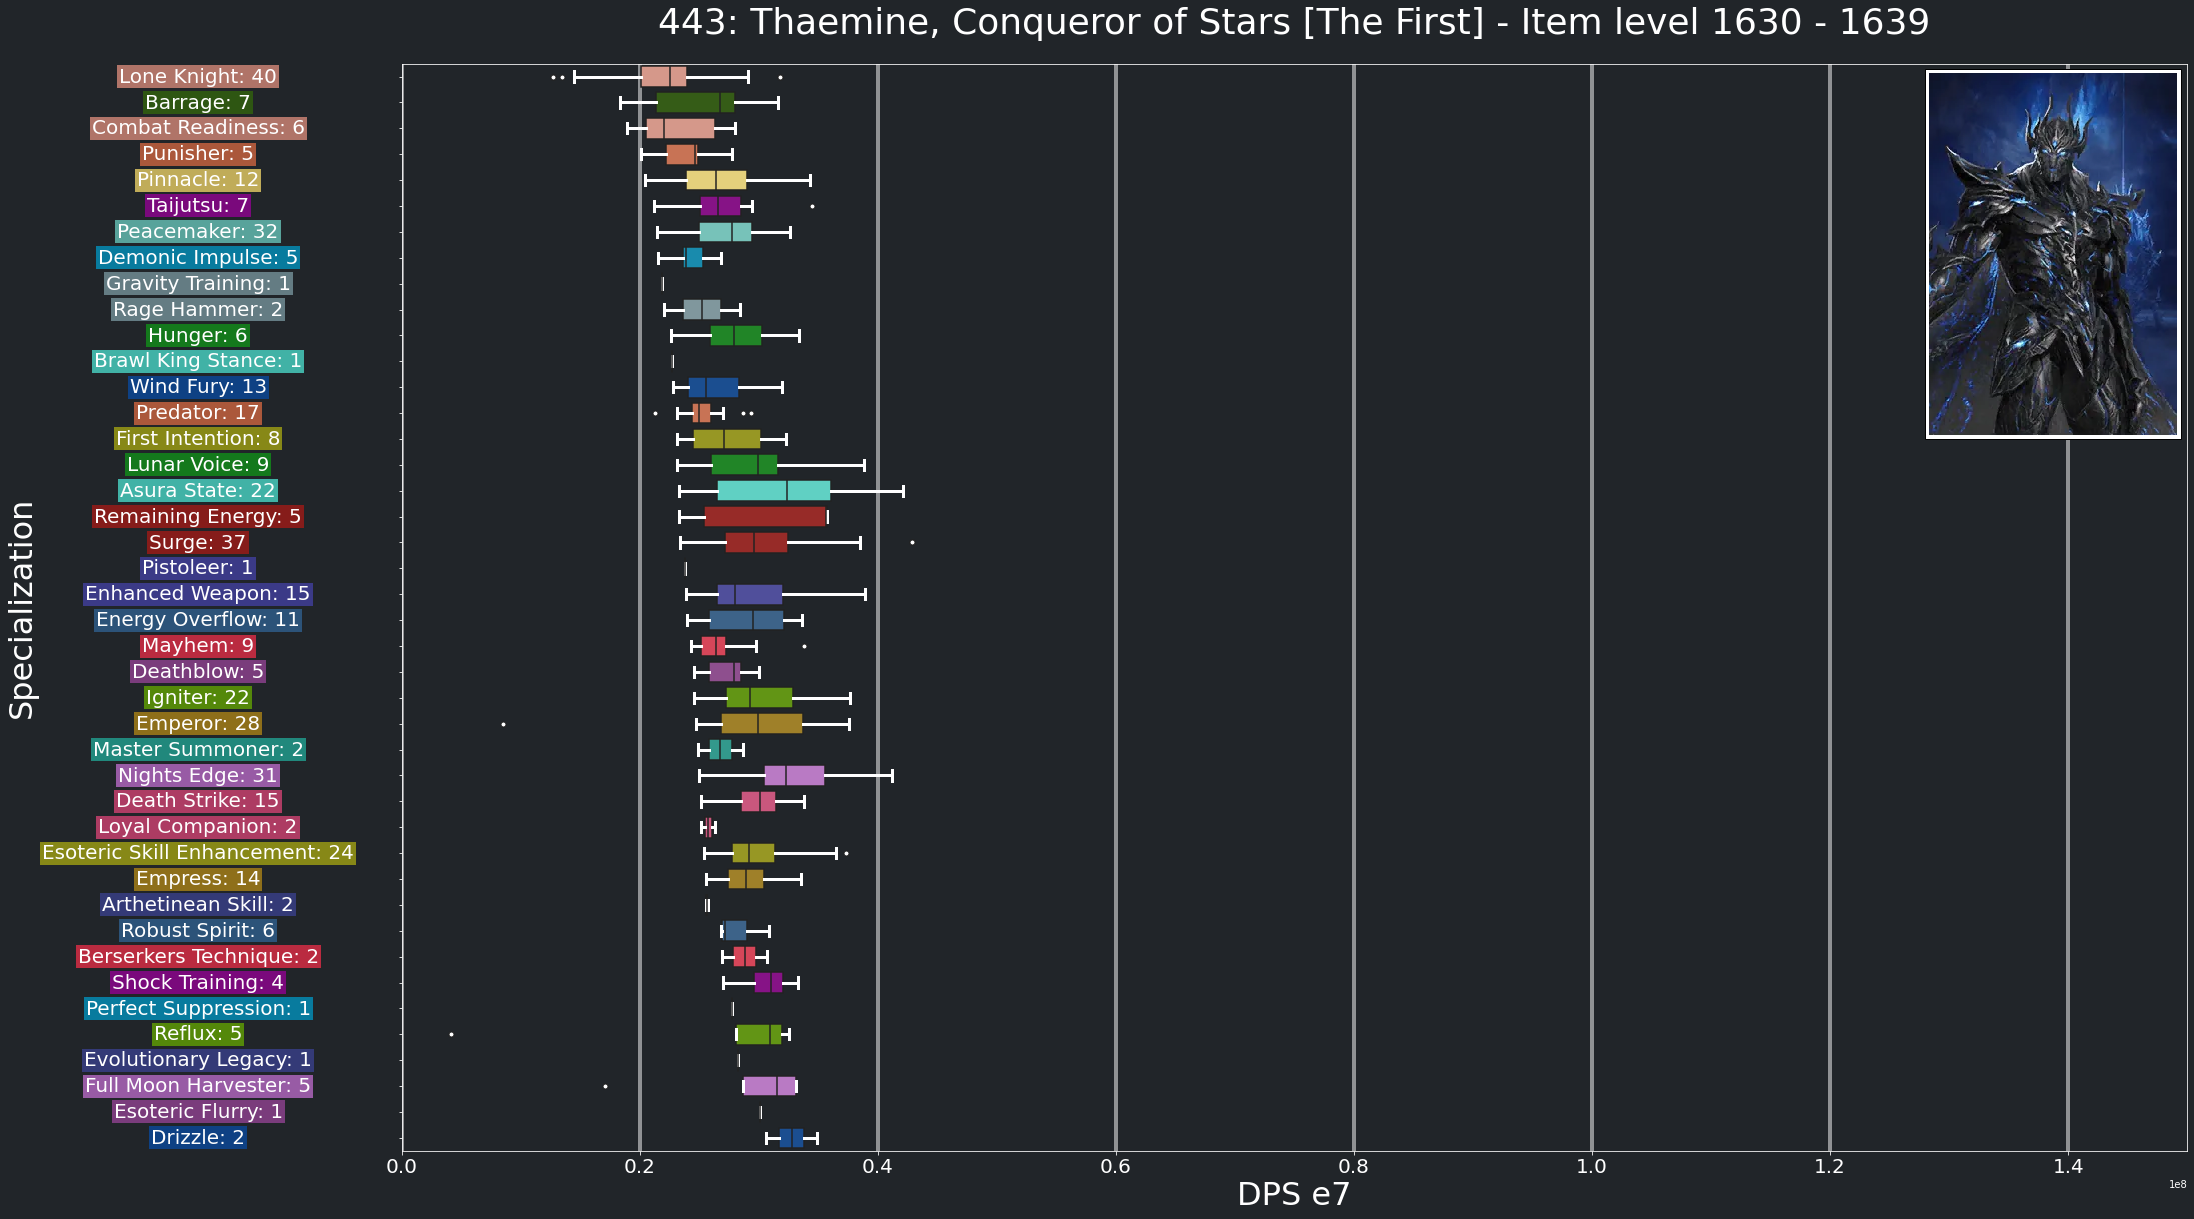 443: Thaemine, Conqueror of Stars [The First] - Item level 1630 - 1639
Specialization
Lone Knight: 40
Barrage: 7
Combat Readiness: 6
Punisher: 5
Pinnacle: 12
Taijutsu: 7
Peacemaker: 32
Demonic Impulse: 5
Gravity Training: 1
Rage Hammer: 2
Hunger: 6
Brawl King Stance: 1
Wind Fury: 13
Predator: 17
First Intention: 8
Lunar Voice: 9
Asura State: 22
Remaining Energy: 5
Surge: 37
Pistoleer: 1
Enhanced Weapon: 15
Energy Overflow: 11
Mayhem: 9
Deathblow: 5
Igniter: 22
Emperor: 28
Master Summoner: 2
Nights Edge: 31
Death Strike: 15
Loyal Companion: 2
Esoteric Skill Enhancement: 24
Empress: 14
Arthetinean Skill: 2
Robust Spirit: 6
Berserkers Technique: 2
Shock Training: 4
Perfect Suppression: 1
Reflux: 5
Evolutionary Legacy: 1
Full Moon Harvester: 5
Esoteric Flurry: 1
Drizzle: 2
0.0 0.2 0.4 0.6 0.8 1.0 1.2 1.4
DPS e7
1e8